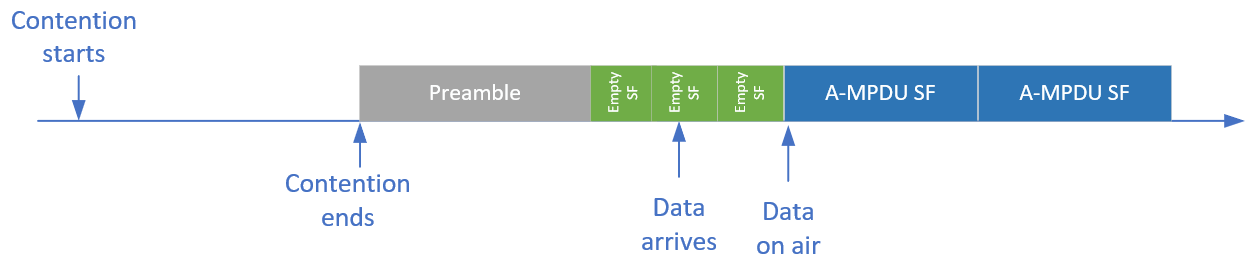 Contention
starts
Preamble
Empty
SF
Empty
SF
Empty
SF
A-MPDU SF
A-MPDU SF
Contention
ends
Data
arrives
Data
on air